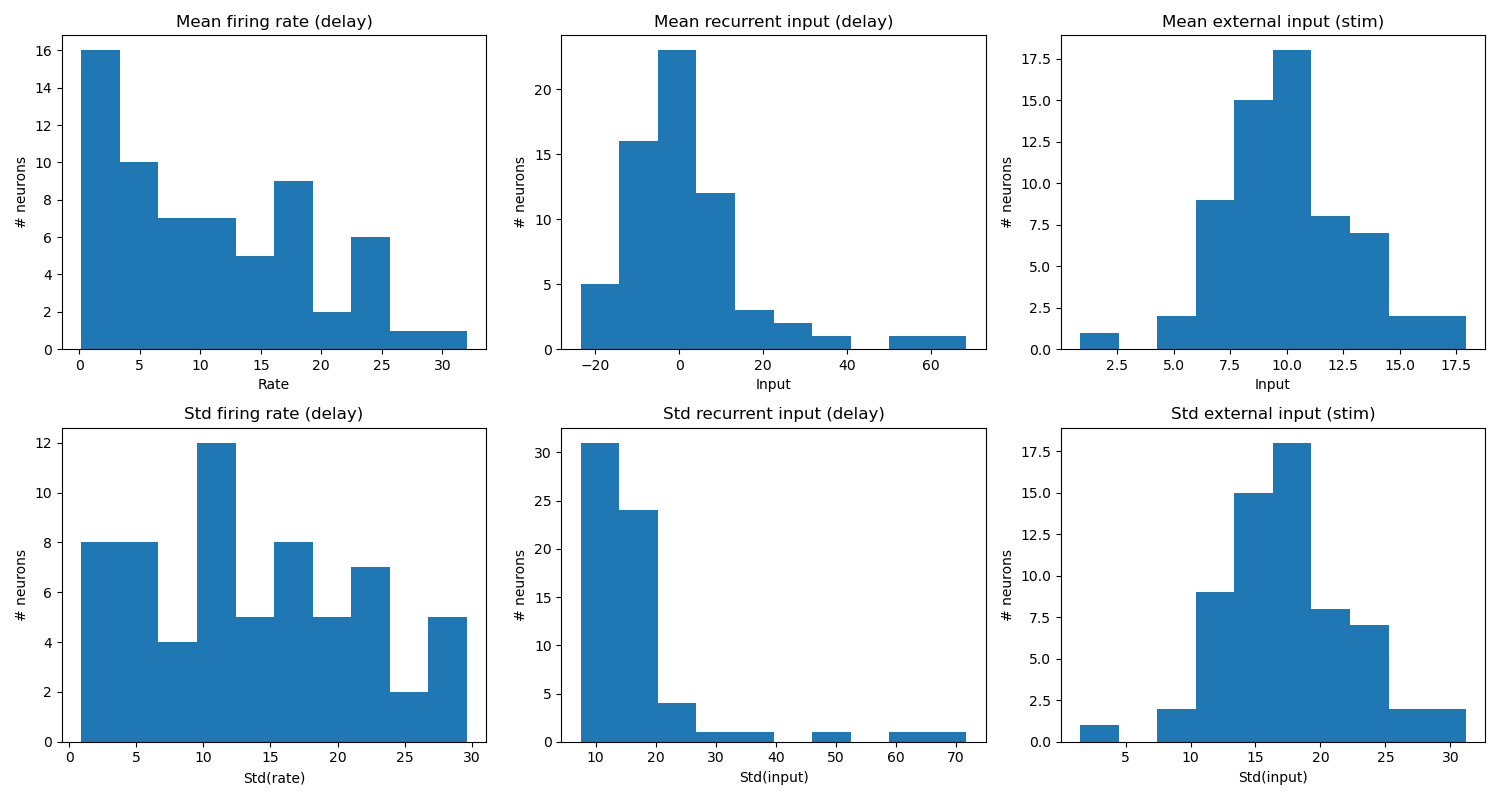 Mean firing rate (delay)
# neurons
16
14
12
10
8
6
4
2
0
0 5 10 15 20 25 30
Rate
Mean recurrent input (delay)
# neurons
20
15
10
5
0
−20 0 20 40 60
Input
Mean external input (stim)
# neurons
17.5
15.0
12.5
10.0
7.5
5.0
2.5
0.0
2.5 5.0 7.5 10.0 12.5 15.0 17.5
Input
Std firing rate (delay)
# neurons
12
10
8
6
4
2
0
0 5 10 15 20 25 30
Std(rate)
Std recurrent input (delay)
# neurons
30
25
20
15
10
5
0
10 20 30 40 50 60 70
Std(input)
Std external input (stim)
# neurons
17.5
15.0
12.5
10.0
7.5
5.0
2.5
0.0
5 10 15 20 25 30
Std(input)